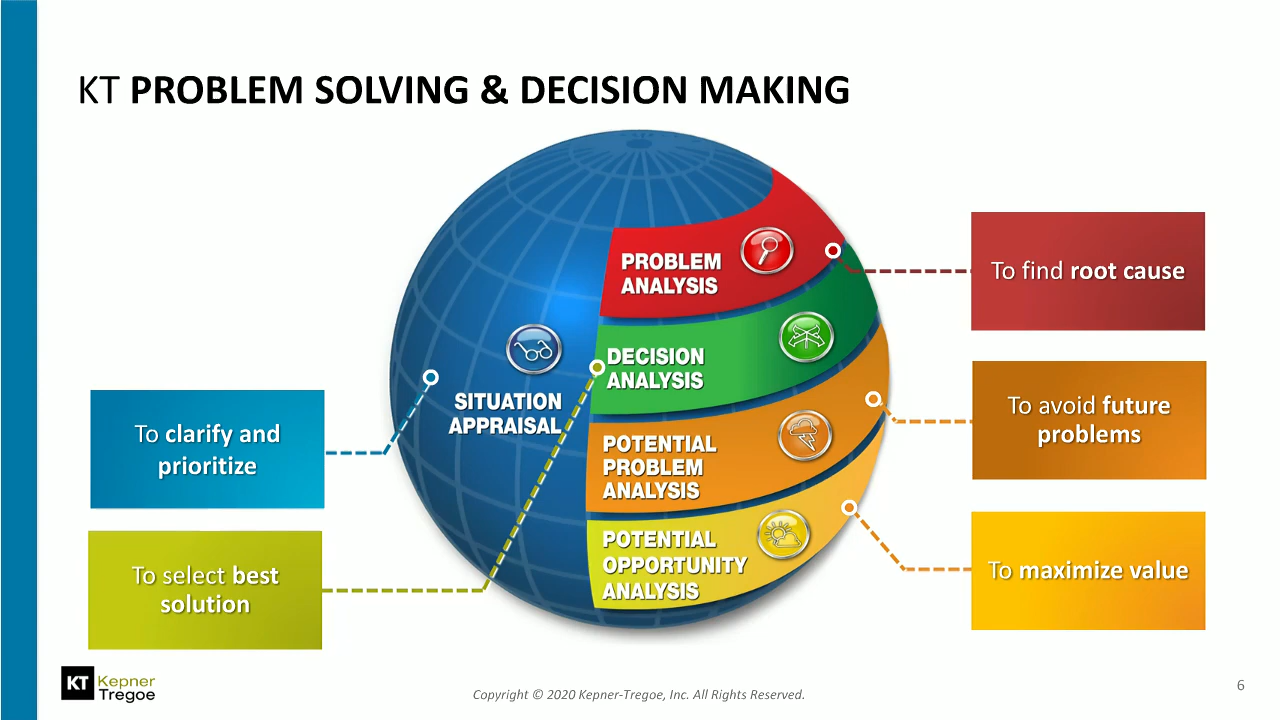 KT PROBLEM SOLVING & DECISION MAKING
PROBLEM
ANALYSIS
To find root cause
DECISION
ANALYSIS
SITUATION
APPRAISAL
To clarify and
prioritize
To avoid future
problems
POTENTIAL
PROBLEM
ANALYSIS
POTENTIAL
OPPORTUNITY
ANALYSIS
To select best
solution
To maximize value
KT Kepner
Tregoe
Copyright © 2020 Kepner-Tregoe, Inc. All Rights Reserved.
6